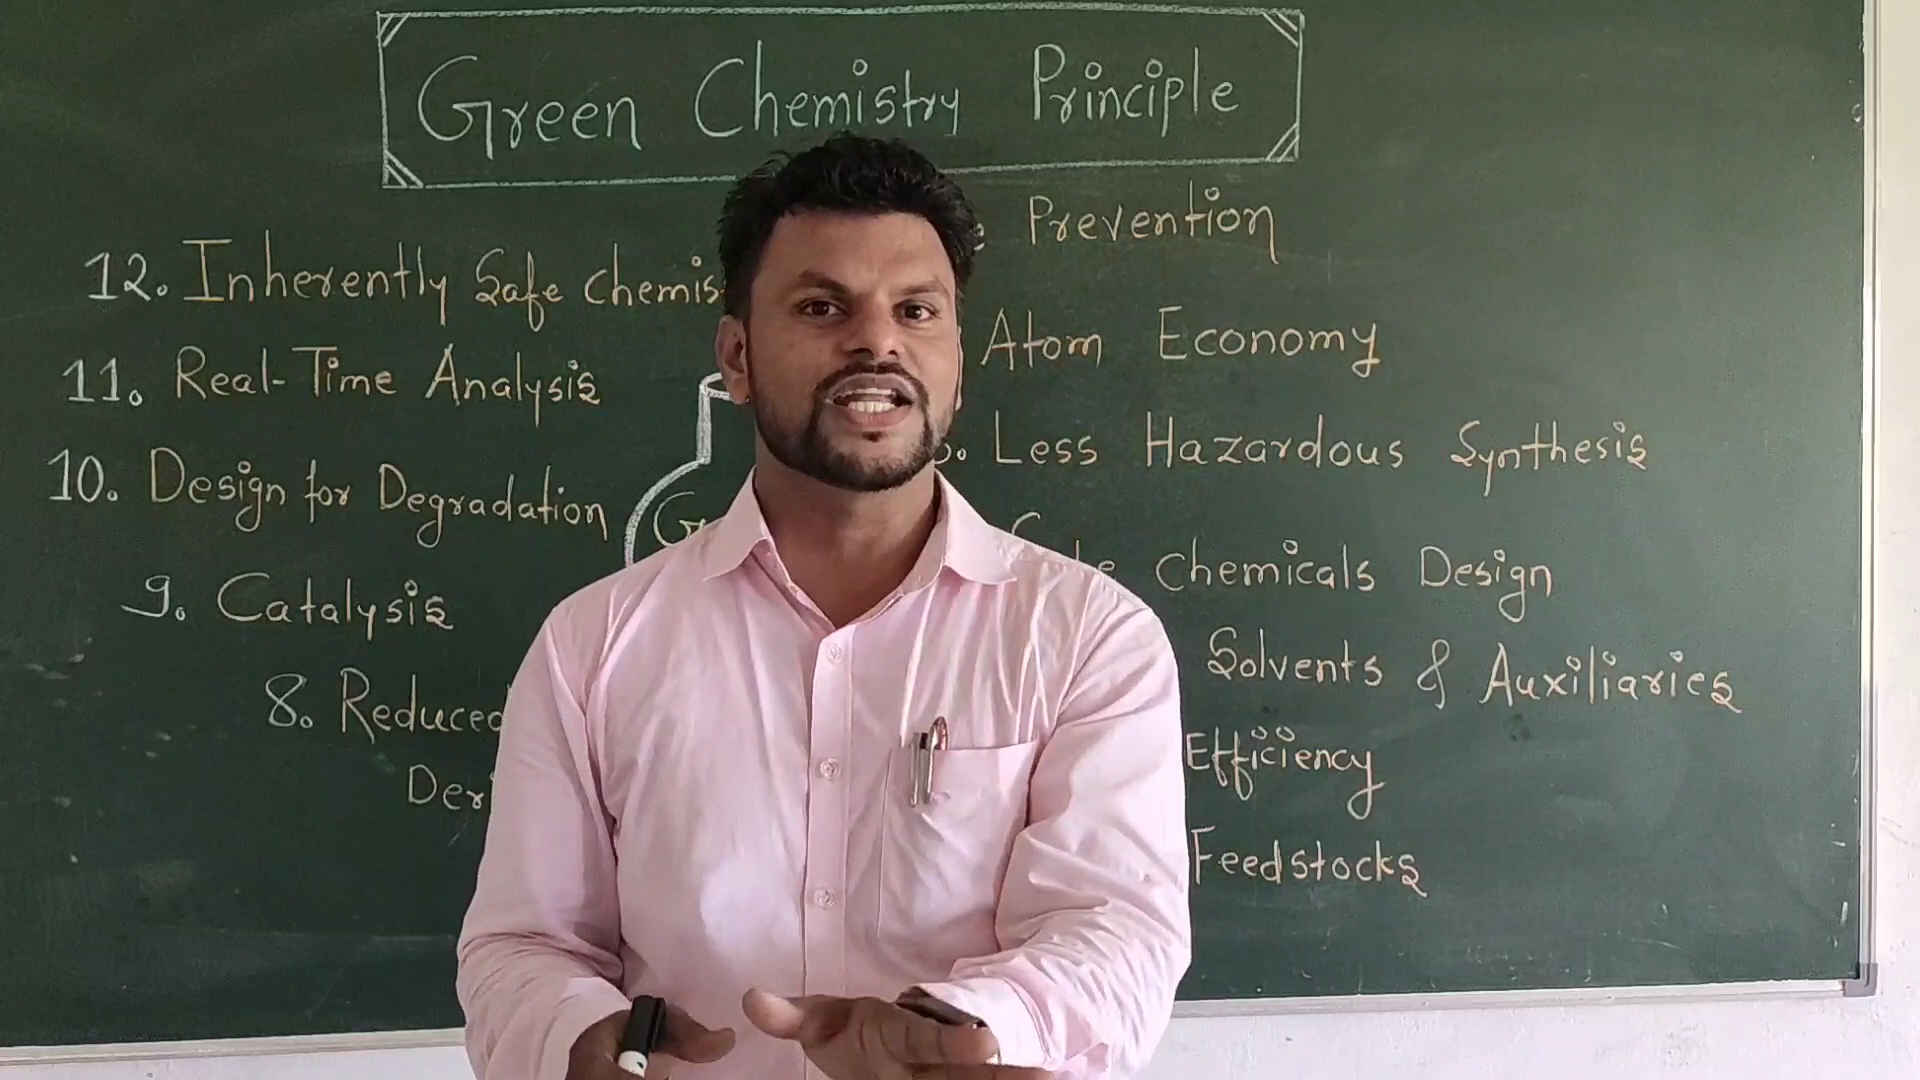 Green Chemistry Principle
Prevention
Atom Economy
Less Hazardous Synthesis
Chemicals Design
Solvents & Auxiliaries
Efficiency
Feedstocks
8. Reduced
9. Catalysis
10. Design for Degradation
11. Real-Time Analysis
12. Inherently Safe